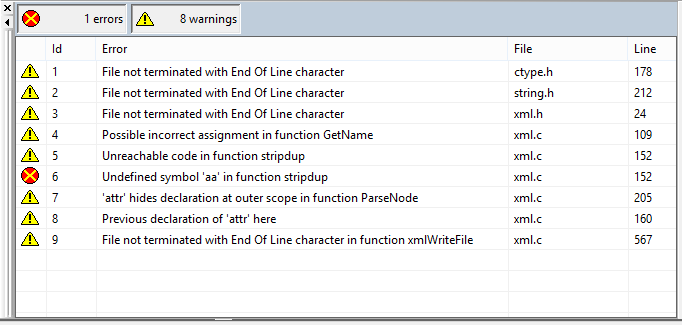 1 errors 8 warnings
Id Error File Line
1 File not terminated with End Of Line character ctype.h 178
2 File not terminated with End Of Line character string.h 212
3 File not terminated with End Of Line character xml.h 24
4 Possible incorrect assignment in function GetName xml.c 109
5 Unreachable code in function stripdup xml.c 152
6 Undefined symbol 'aa' in function stripdup xml.c 152
7 'attr' hides declaration at outer scope in function ParseNode xml.c 205
8 Previous declaration of 'attr' here xml.c 160
9 File not terminated with End Of Line character in function xmlWriteFile xml.c 567